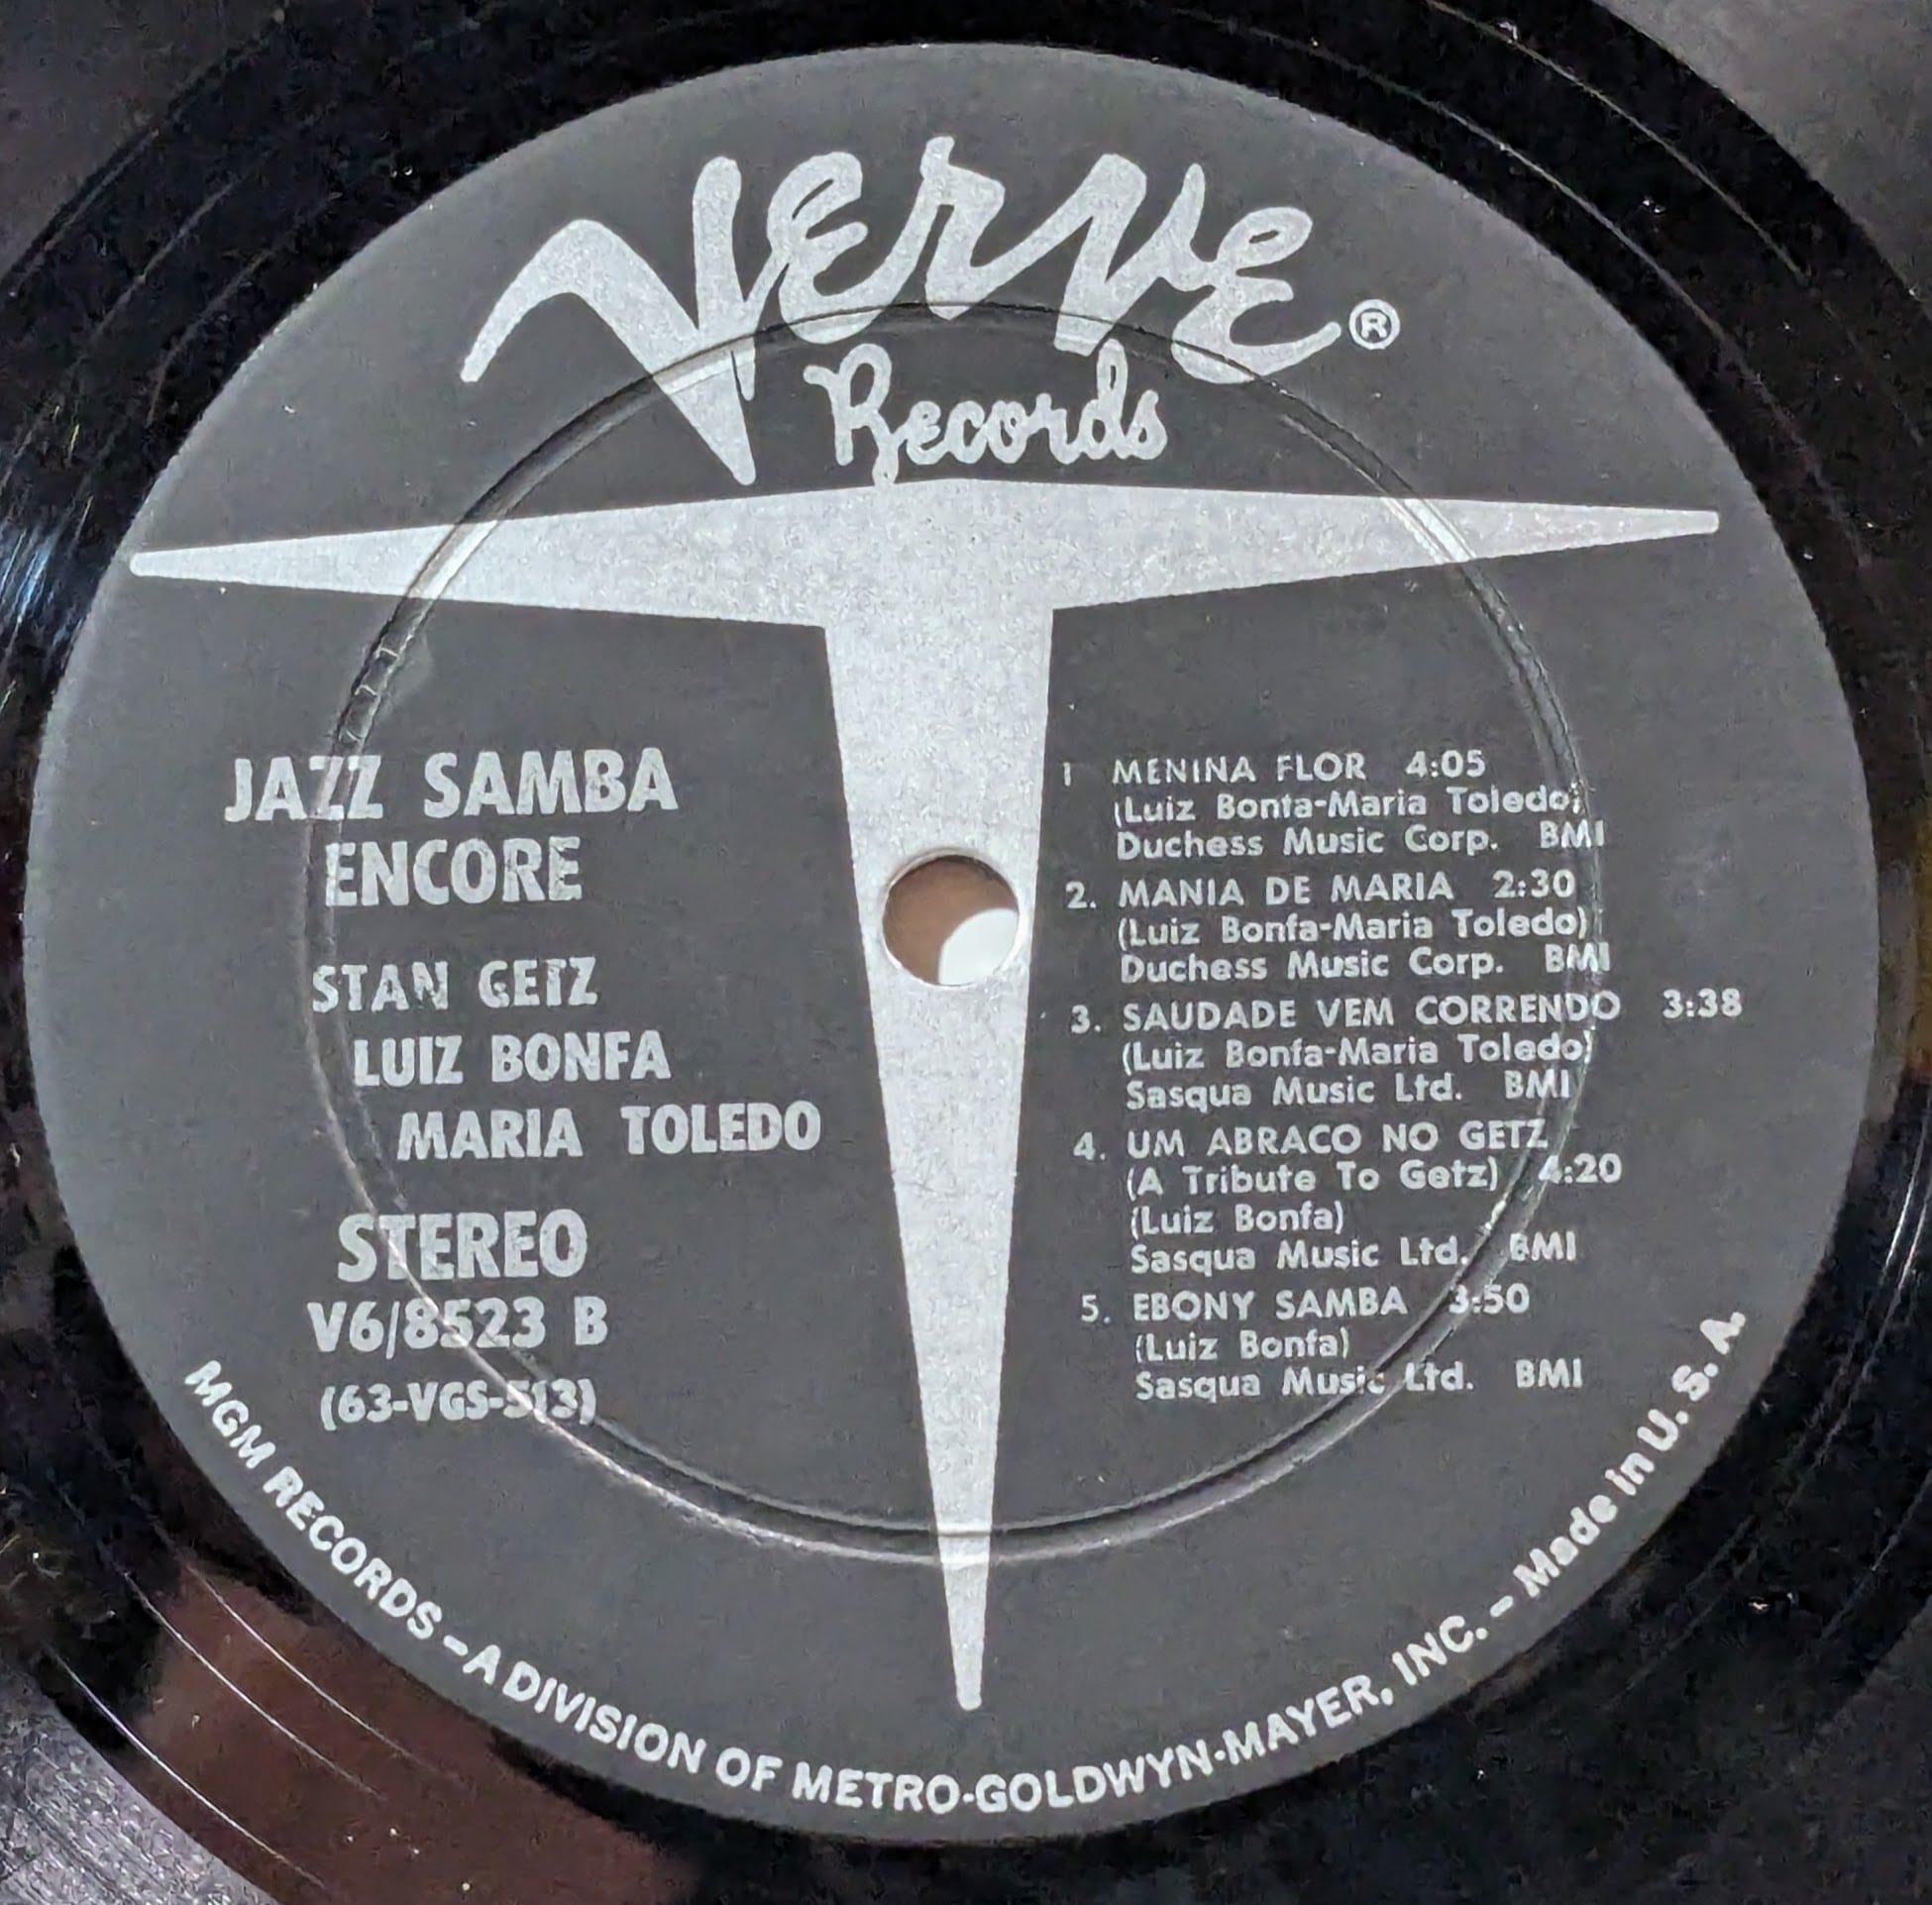 Verve®
Records
JAZZ SAMBA
ENCORE
STAN GETZ
LUIZ BONFA
MARIA TOLEDO
STEREO
V6/8523 B
(63-VGS-513)
1 MENINA FLOR 4:05
(Luiz Bonfa-Maria Toledo)
Duchess Music Corp. BMI
2. MANIA DE MARIA 2:30
(Luiz Bonfa-Maria Toledo)
Duchess Music Corp. BMI
3. SAUDADE VEM CORRENDO 3:38
(Luiz Bonfa-Maria Toledo)
Sasqua Music Ltd. BMI
4. UM ABRACO NO GETZ
(A Tribute To Getz) 4:20
(Luiz Bonfa)
Sasqua Music Ltd. BMI
5. EBONY SAMBA 3:50
(Luiz Bonfa)
Sasqua Music Ltd. BMI
MGM RECORDS – A DIVISION OF METRO-GOLDWYN-MAYER, INC. – Made in U. S. A.